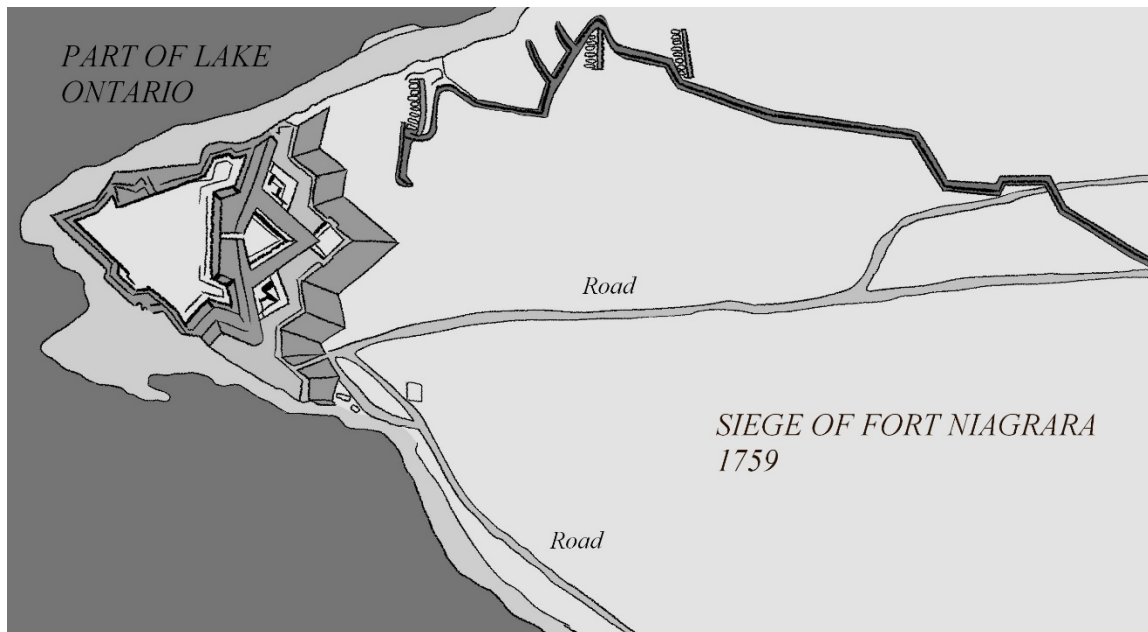 PART OF LAKE
ONTARIO
Road
SIEGE OF FORT NIAGRARA
1759
Road